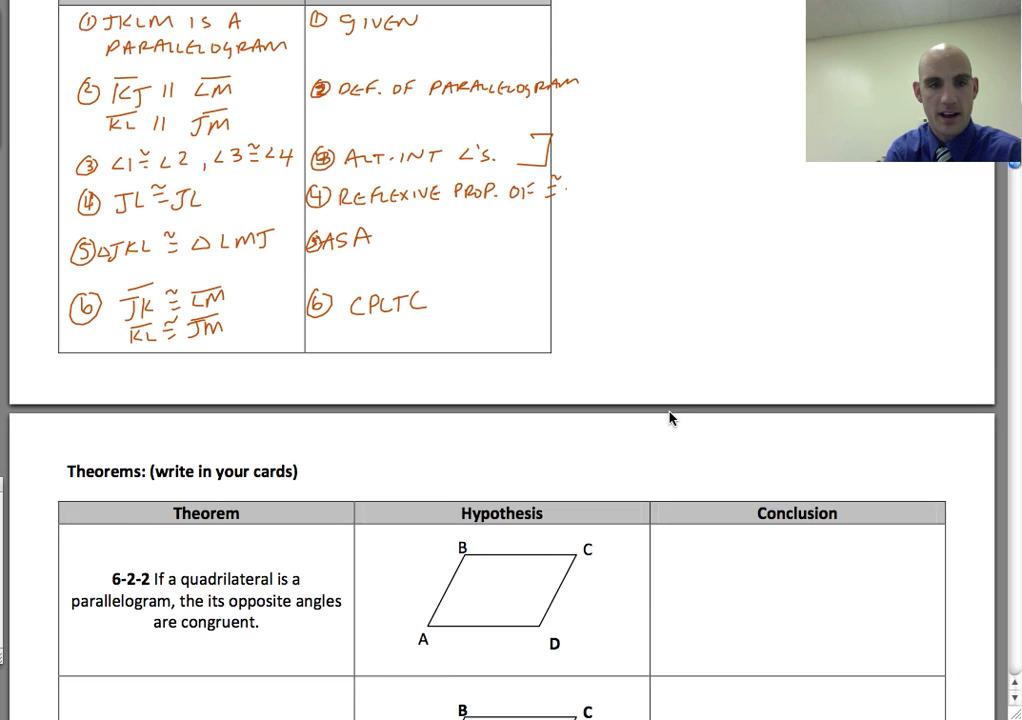 ① JKLM IS A PARALLELOGRAM
① GIVEN
② KJ || LM
KL || JM
② DEF. OF PARALLELOGRAM
③ ∠1 ≅ ∠2 , ∠3 ≅ ∠4
③ ALT. INT ∠'S.
④ JL ≅ JL
④ REFLEXIVE PROP. OF ≅.
⑤ △JKL ≅ △LMJ
⑤ ASA
⑥ JK ≅ LM
KL ≅ JM
⑥ CPCTC
Theorems: (write in your cards)
Theorem
Hypothesis
Conclusion
6-2-2 If a quadrilateral is a
parallelogram, the its opposite angles
are congruent.
B
C
A
D
B
C